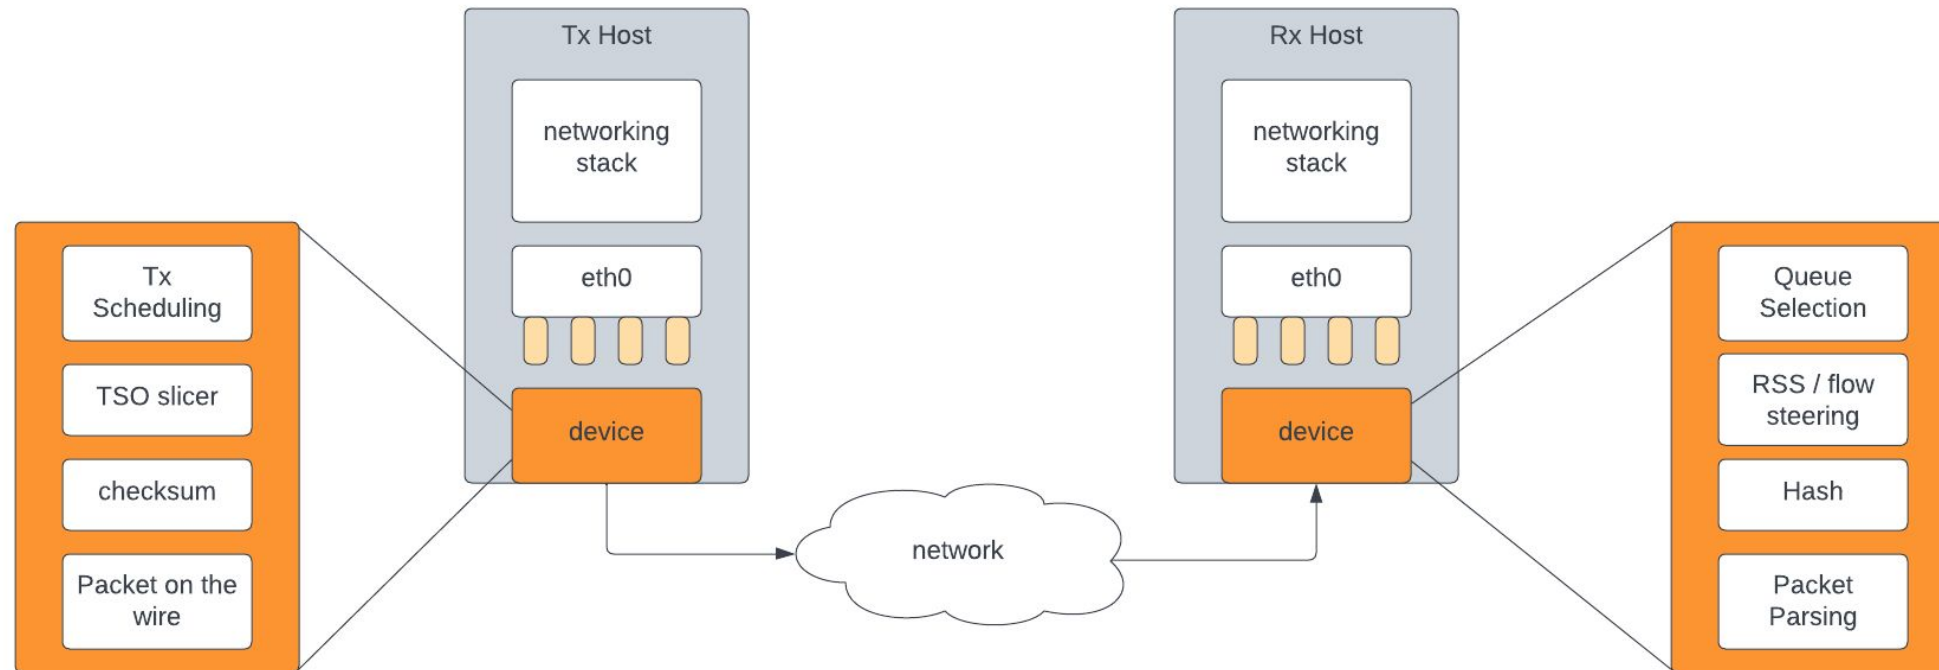 Tx Host
networking
stack
eth0
device
Tx
Scheduling
TSO slicer
checksum
Packet on the
wire
network
Rx Host
networking
stack
eth0
device
Queue
Selection
RSS / flow
steering
Hash
Packet
Parsing